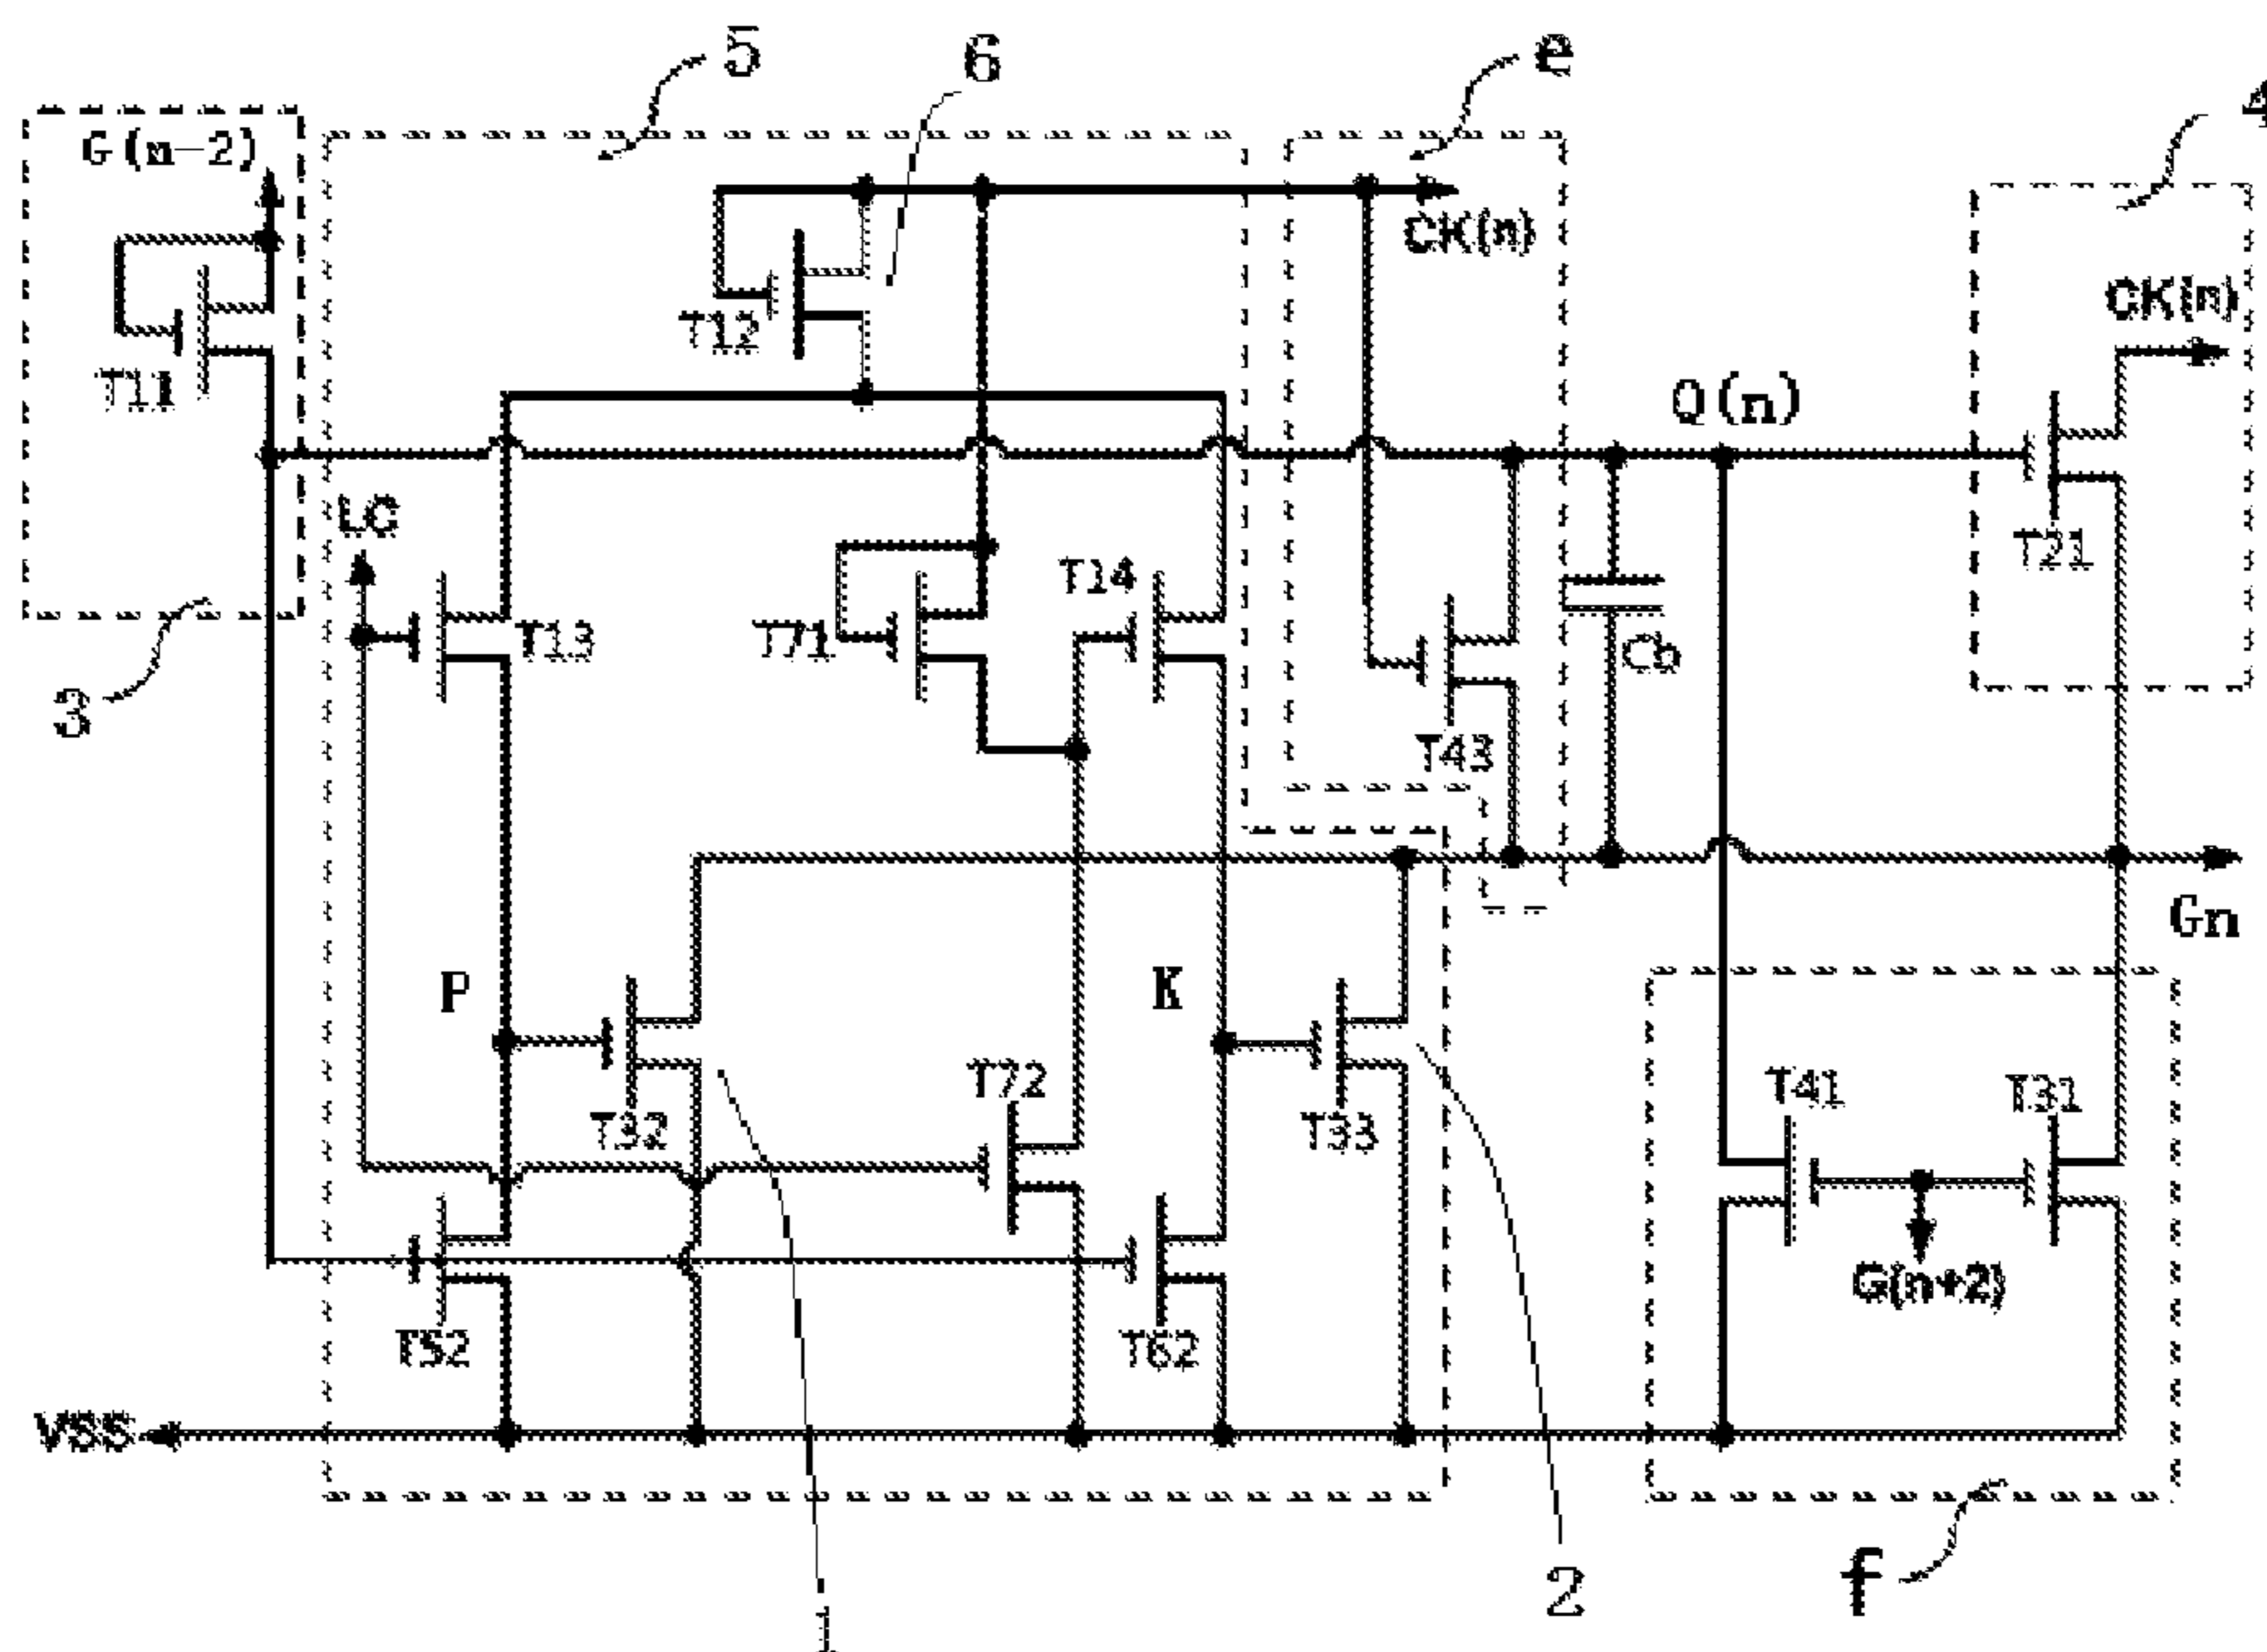 5
6
e
4
G(n-2)
CK(n)
CK(n)
T12
T11
Q(n)
LC
T21
T14
T13
T71
Cb
3
T43
Gn
P
K
T72
T41
T31
T32
T33
G(n+2)
T52
T62
VSS
f
2
1